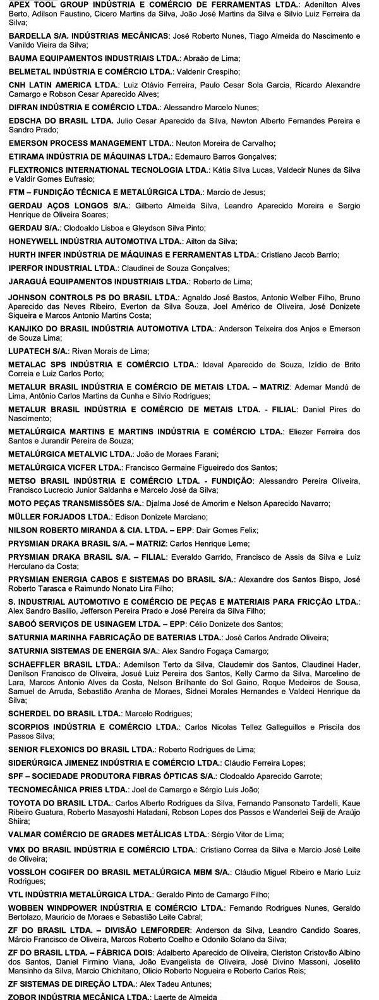 APEX TOOL GROUP INDÚSTRIA E COMÉRCIO DE FERRAMENTAS LTDA.: Adenilton Alves
Berto, Adilson Faustino, Cicero Martins da Silva, João José Martins da Silva e Silvio Luiz Ferreira da
Silva;
BARDELLA S/A. INDÚSTRIAS MECÂNICAS: José Roberto Nunes, Tiago Almeida do Nascimento e
Vanildo Vieira da Silva;
BAUMA EQUIPAMENTOS INDUSTRIAIS LTDA.: Abraão de Lima;
BELMETAL INDÚSTRIA E COMÉRCIO LTDA.: Valdenir Crespiho;
CNH LATIN AMERICA LTDA.: Luiz Otávio Ferreira, Paulo Cesar Sola Garcia, Ricardo Alexandre
Camargo e Robson Cesar Aparecido Alves;
DIFRAN INDÚSTRIA E COMÉRCIO LTDA.: Alessandro Marcelo Nunes;
EDSCHA DO BRASIL LTDA. Julio Cesar Aparecido da Silva, Newton Alberto Fernandes Pereira e
Sandro Prado;
EMERSON PROCESS MANAGEMENT LTDA.: Neuton Moreira de Carvalho;
ETIRAMA INDÚSTRIA DE MÁQUINAS LTDA.: Edemauro Barros Gonçalves;
FLEXTRONICS INTERNATIONAL TECNOLOGIA LTDA.: Kátia Silva Lucas, Valdecir Nunes da Silva
e Valdir Gomes Eufrasio;
FTM – FUNDIÇÃO TÉCNICA E METALÚRGICA LTDA.: Marcio de Jesus;
GERDAU AÇOS LONGOS S/A.: Gilberto Almeida Silva, Leandro Aparecido Moreira e Sergio
Henrique de Oliveira Soares;
GERDAU S/A.: Clodoaldo Lisboa e Gleydson Silva Pinto;
HONEYWELL INDÚSTRIA AUTOMOTIVA LTDA.: Ailton da Silva;
HURTH INFER INDÚSTRIA DE MÁQUINAS E FERRAMENTAS LTDA.: Cristiano Jacob Barrio;
IPERFOR INDUSTRIAL LTDA.: Claudinei de Souza Gonçalves;
JARAGUÁ EQUIPAMENTOS INDUSTRIAIS LTDA.: Roberto de Lima;
JOHNSON CONTROLS PS DO BRASIL LTDA.: Agnaldo José Bastos, Antonio Welber Filho, Bruno
Aparecido das Neves Ribeiro, Everton da Silva Souza, Joel Américo de Oliveira, José Donizete
Siqueira e Marcos Antonio Martins Costa;
KANJIKO DO BRASIL INDÚSTRIA AUTOMOTIVA LTDA.: Anderson Teixeira dos Anjos e Emerson
de Souza Lima;
LUPATECH S/A.: Rivan Morais de Lima;
METALAC SPS INDÚSTRIA E COMÉRCIO LTDA.: Ideval Aparecido de Souza, Izídio de Brito
Correia e Luiz Carlos Porto;
METALUR BRASIL INDÚSTRIA E COMÉRCIO DE METAIS LTDA. – MATRIZ: Ademar Mandú de
Lima, Antônio Carlos Martins da Cunha e Silvio Rodrigues;
METALUR BRASIL INDÚSTRIA E COMÉRCIO DE METAIS LTDA. - FILIAL: Daniel Pires do
Nascimento;
METALÚRGICA MARTINS E MARTINS INDÚSTRIA E COMÉRCIO LTDA.: Eliezer Ferreira dos
Santos e Jurandir Pereira de Souza;
METALÚRGICA METALVIC LTDA.: João de Moraes Farani;
METALÚRGICA VICFER LTDA.: Francisco Germaine Figueiredo dos Santos;
METSO BRASIL INDÚSTRIA E COMÉRCIO LTDA. - FUNDIÇÃO: Alessandro Pereira Oliveira,
Francisco Lucrecio Junior Saldanha e Marcelo José da Silva;
MOTO PEÇAS TRANSMISSÕES S/A.: Djalma José de Amorim e Nelson Aparecido Navarro;
MÜLLER FORJADOS LTDA.: Edison Donizete Marciano;
NILSON ROBERTO MIRANDA & CIA. LTDA. – EPP: Dair Gomes Felix;
PRYSMIAN DRAKA BRASIL S/A. – MATRIZ: Carlos Henrique Leme;
PRYSMIAN DRAKA BRASIL S/A. – FILIAL: Everaldo Garrido, Francisco de Assis da Silva e Luiz
Herculano da Costa;
PRYSMIAN ENERGIA CABOS E SISTEMAS DO BRASIL S/A.: Alexandre dos Santos Bispo, José
Roberto Tarasca e Raimundo Nonato Lira Filho;
S. INDUSTRIAL AUTOMOTIVO E COMÉRCIO DE PEÇAS E MATERIAIS PARA FRICÇÃO LTDA.:
Alex Sandro Basílio, Jefferson Pereira Prado e José Pereira da Silva Filho;
SABOÓ SERVIÇOS DE USINAGEM LTDA. – EPP: Célio Donizete dos Santos;
SATURNIA MARINHA FABRICAÇÃO DE BATERIAS LTDA.: José Carlos Andrade Oliveira;
SATURNIA SISTEMAS DE ENERGIA S/A.: Alex Sandro Fogaça Camargo;
SCHAEFFLER BRASIL LTDA.: Ademilson Terto da Silva, Claudemir dos Santos, Claudinei Hader,
Denilson Francisco de Oliveira, Josué Luiz Pereira dos Santos, Kelly Carmo da Silva, Marcelino de
Lara, Marcos Antonio Alves da Costa, Nelson Brilhante do Sol Gaino, Roque Medeiros de Sousa,
Samuel de Arruda, Sebastião Aranha de Moraes, Sidnei Morales Hernandes e Valdeci Henrique da
Silva;
SCHERDEL DO BRASIL LTDA.: Marcelo Rodrigues;
SCORPIOS INDÚSTRIA E COMÉRCIO LTDA.: Carlos Nicolas Tellez Galleguillos e Priscila dos
Passos Silva;
SENIOR FLEXONICS DO BRASIL LTDA.: Roberto Rodrigues de Lima;
SIDERÚRGICA JIMENEZ INDÚSTRIA E COMÉRCIO LTDA.: Cláudio Ferreira Lopes;
SPF – SOCIEDADE PRODUTORA FIBRAS ÓPTICAS S/A.: Clodoaldo Aparecido Garrote;
TECNOMECÂNICA PRIES LTDA.: Joel de Camargo e Sérgio Luis João;
TOYOTA DO BRASIL LTDA.: Carlos Alberto Rodrigues da Silva, Fernando Pansonato Tardelli, Kaue
Ribeiro Guatura, Roberto Masayoshi Hatadani, Robson Lopes dos Passos e Wanderlei Seiji de Araújo
Shiira;
VALMAR COMÉRCIO DE GRADES METÁLICAS LTDA.: Sérgio Vitor de Lima;
VMX DO BRASIL INDÚSTRIA E COMÉRCIO LTDA.: Cristiano Correa da Silva e Marcio José Leite
de Oliveira;
VOSSLOH COGIFER DO BRASIL METALÚRGICA MBM S/A.: Cláudio Miguel Ribeiro e Mario Luiz
Rodrigues;
VTL INDÚSTRIA METALÚRGICA LTDA.: Geraldo Pinto de Camargo Filho;
WOBBEN WINDPOWER INDÚSTRIA E COMÉRCIO LTDA.: Fernando Rodrigues Nunes, Geraldo
Bertolazo, Mauricio de Moraes e Sebastião Leite Cabral;
ZF DO BRASIL LTDA. – DIVISÃO LEMFORDER: Anderson da Silva, Leandro Candido Soares,
Márcio Francisco de Oliveira, Marcos Roberto Coelho e Odonilo Solano da Silva;
ZF DO BRASIL LTDA. – FÁBRICA DOIS: Adalberto Aparecido de Oliveira, Cleriston Cristovão Albino
dos Santos, Daniel Firmino Viana, João Evangelista de Oliveira, José Divino Massoni, Joselito
Mansinho da Silva, Marcio Chichitano, Olicio Roberto Nogueira e Roberto Carlos Reis;
ZF SISTEMAS DE DIREÇÃO LTDA.: Alex Tadeu Antunes;
ZOBOR INDÚSTRIA MECÂNICA LTDA.: Laerte de Almeida